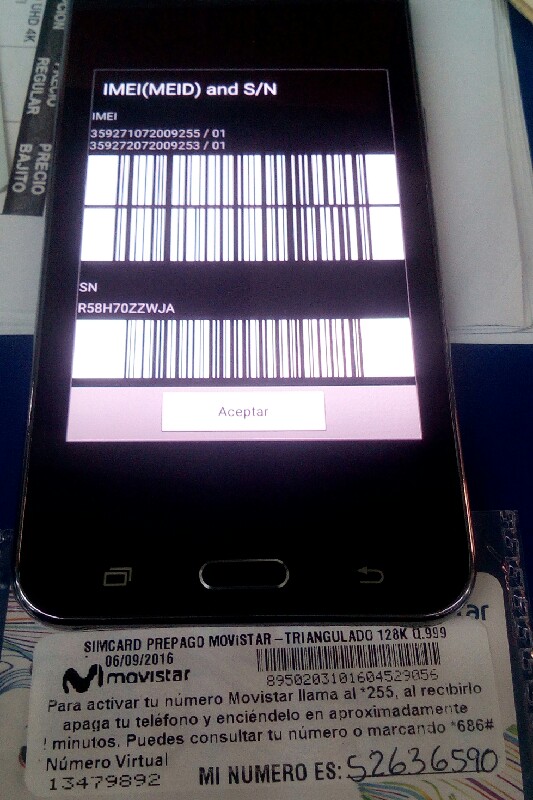 UHD 4K
REGULAR
PRECIO
BAJITO
IMEI(MEID) and S/N
IMEI
359271072009255 / 01
359272072009253 / 01
SN
R58H70ZZWJA
Aceptar
SIMCARD PREPAGO MOVISTAR -TRIANGULADO 128K Q.999
06/09/2016
movistar
8950203101604529056
Para activar tu número Movistar llama al *255, al recibirlo
apaga tu teléfono y enciéndelo en aproximadamente
minutos. Puedes consultar tu número o marcando *686#
Número Virtual
13479892
MI NUMERO ES: 52636590